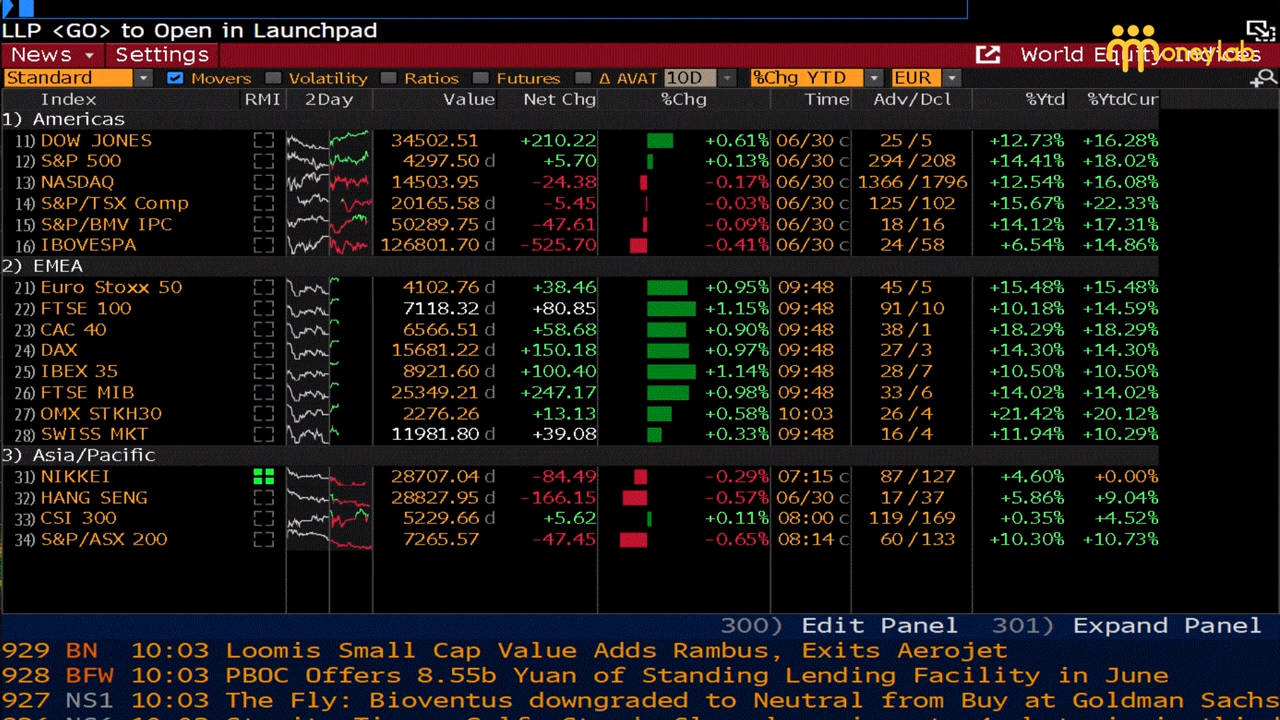 LLP <GO> to Open in Launchpad
News Settings World Equity Indices
moneylab
Standard Movers Volatility Ratios Futures Δ AVAT 10D %Chg YTD EUR
Index RMI 2Day Value Net Chg %Chg Time Adv/Dcl %Ytd %YtdCur
1) Americas
11) DOW JONES 34502.51 +210.22 +0.61% 06/30 c 25 / 5 +12.73% +16.28%
12) S&P 500 4297.50 d +5.70 +0.13% 06/30 c 294 / 208 +14.41% +18.02%
13) NASDAQ 14503.95 -24.38 -0.17% 06/30 c 1366 / 1796 +12.54% +16.08%
14) S&P/TSX Comp 20165.58 d -5.45 -0.03% 06/30 c 125 / 102 +15.67% +22.33%
15) S&P/BMV IPC 50289.75 d -47.61 -0.09% 06/30 c 18 / 16 +14.12% +17.31%
16) IBOVESPA 126801.70 d -525.70 -0.41% 06/30 c 24 / 58 +6.54% +14.86%
2) EMEA
21) Euro Stoxx 50 4102.76 d +38.46 +0.95% 09:48 45 / 5 +15.48% +15.48%
22) FTSE 100 7118.32 d +80.85 +1.15% 09:48 91 / 10 +10.18% +14.59%
23) CAC 40 6566.51 d +58.68 +0.90% 09:48 38 / 1 +18.29% +18.29%
24) DAX 15681.22 d +150.18 +0.97% 09:48 27 / 3 +14.30% +14.30%
25) IBEX 35 8921.60 d +100.40 +1.14% 09:48 28 / 7 +10.50% +10.50%
26) FTSE MIB 25349.21 d +247.17 +0.98% 09:48 33 / 6 +14.02% +14.02%
27) OMX STKH30 2276.26 +13.13 +0.58% 10:03 26 / 4 +21.42% +20.12%
28) SWISS MKT 11981.80 d +39.08 +0.33% 09:48 16 / 4 +11.94% +10.29%
3) Asia/Pacific
31) NIKKEI 28707.04 d -84.49 -0.29% 07:15 c 87 / 127 +4.60% +0.00%
32) HANG SENG 28827.95 d -166.15 -0.57% 06/30 c 17 / 37 +5.86% +9.04%
33) CSI 300 5229.66 d +5.62 +0.11% 08:00 c 119 / 169 +0.35% +4.52%
34) S&P/ASX 200 7265.57 -47.45 -0.65% 08:14 c 60 / 133 +10.30% +10.73%
300) Edit Panel 301) Expand Panel
929 BN 10:03 Loomis Small Cap Value Adds Rambus, Exits Aerojet
928 BFW 10:03 PBOC Offers 8.55b Yuan of Standing Lending Facility in June
927 NS1 10:03 The Fly: Bioventus downgraded to Neutral from Buy at Goldman Sachs